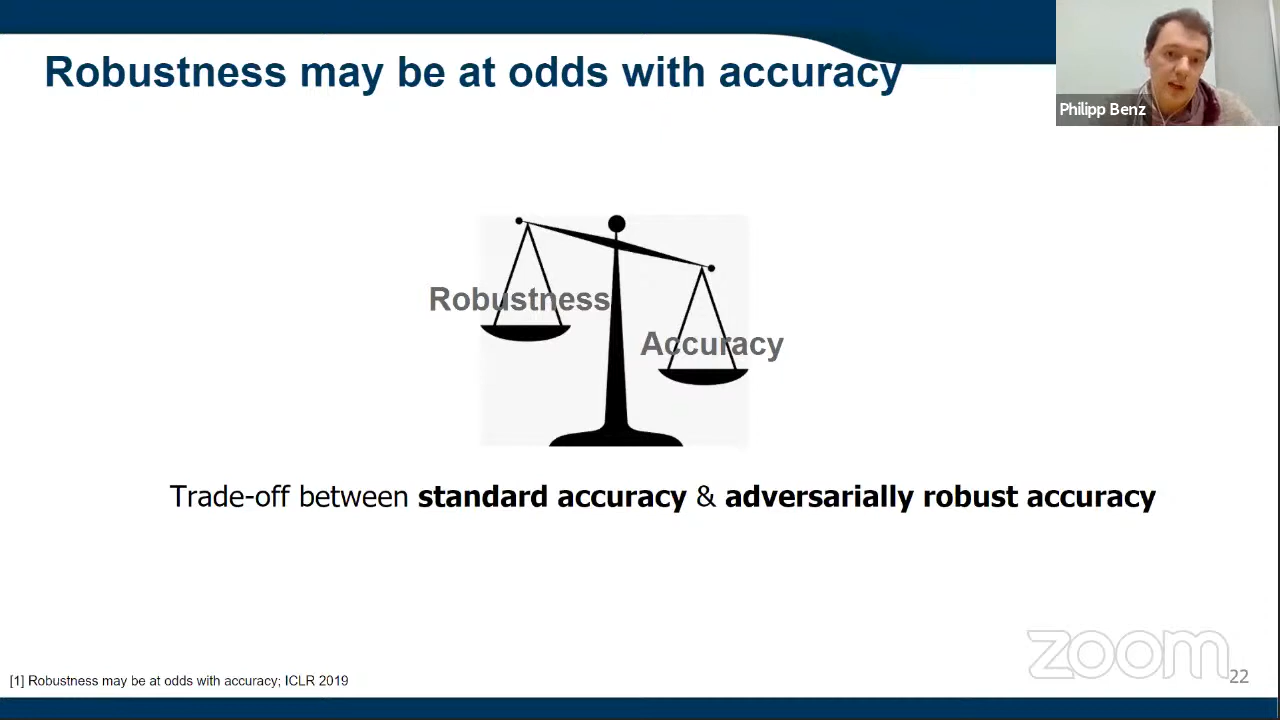 Robustness may be at odds with accuracy
Philipp Benz
Robustness
Accuracy
Trade-off between standard accuracy & adversarially robust accuracy
zoom
22
[1] Robustness may be at odds with accuracy; ICLR 2019